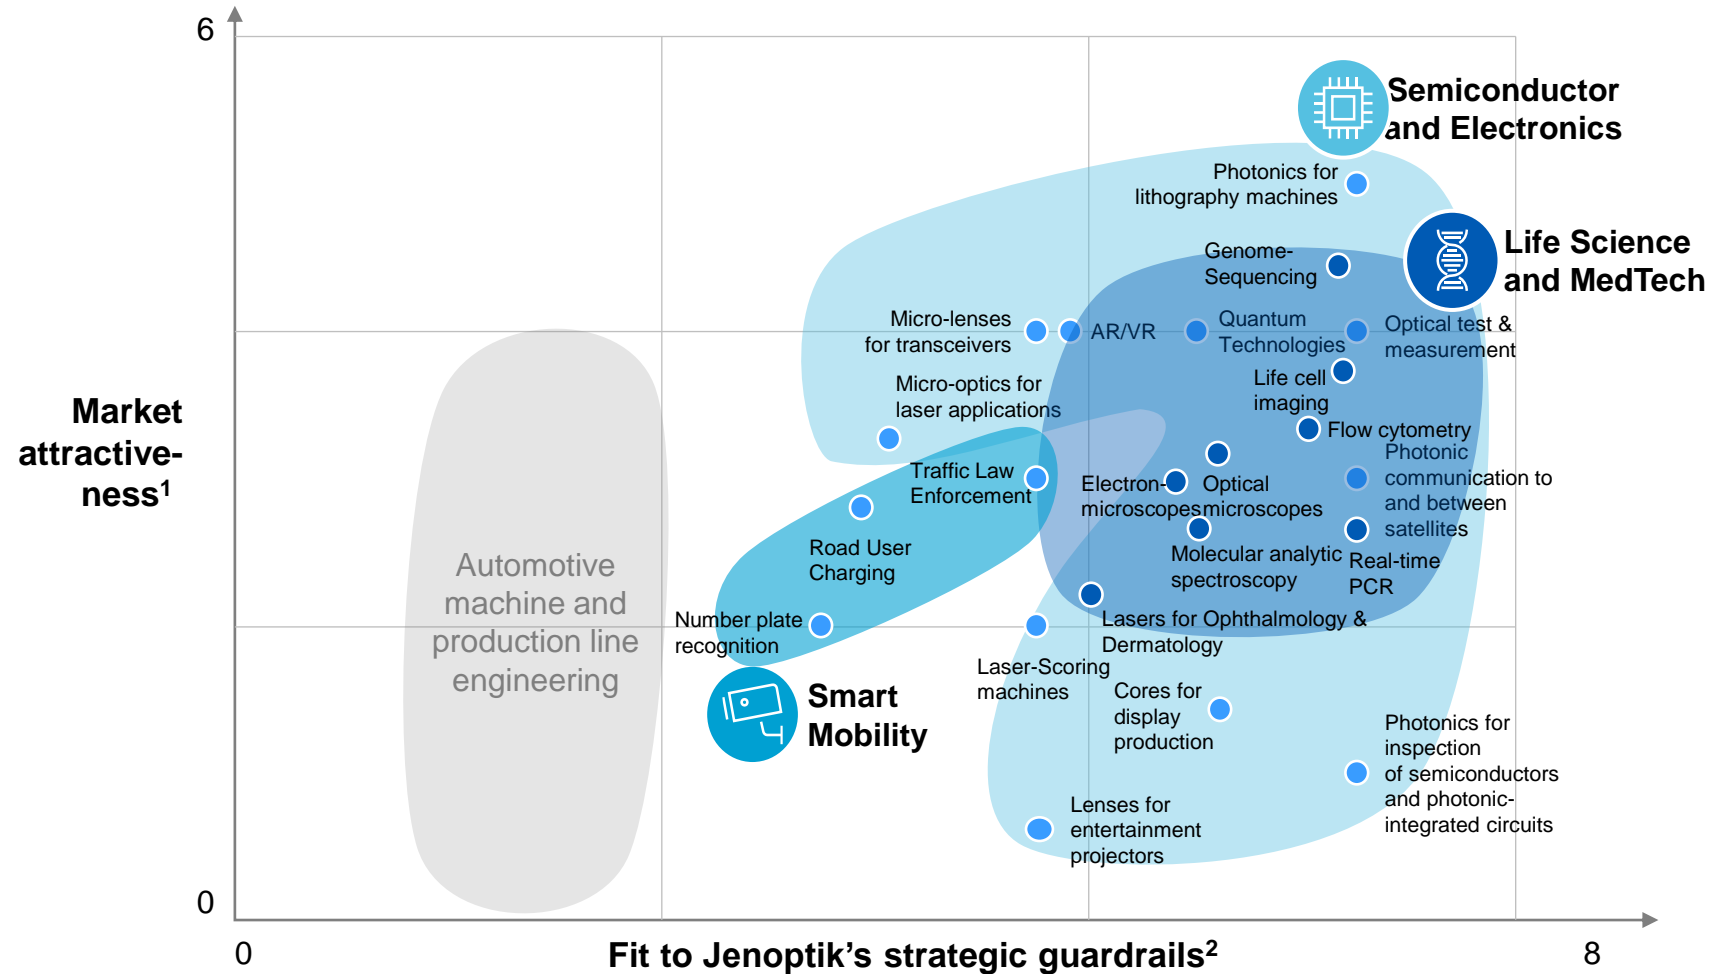 6
Semiconductor
and Electronics
Photonics for
lithography machines
Life Science
and MedTech
Genome-
Sequencing
Micro-lenses
for transceivers
AR/VR
Quantum
Technologies
Optical test &
measurement
Life cell
imaging
Micro-optics for
laser applications
Market
attractive-
ness1
Flow cytometry
Photonic
communication to
and between
satellites
Traffic Law
Enforcement
Electron-
microscopes
Optical
microscopes
Road User
Charging
Molecular analytic
spectroscopy
Real-time
PCR
Automotive
machine and
production line
engineering
Number plate
recognition
Lasers for Ophthalmology &
Dermatology
Laser-Scoring
machines
Smart
Mobility
Cores for
display
production
Photonics for
inspection
of semiconductors
and photonic-
integrated circuits
Lenses for
entertainment
projectors
0
0
Fit to Jenoptik’s strategic guardrails2
8